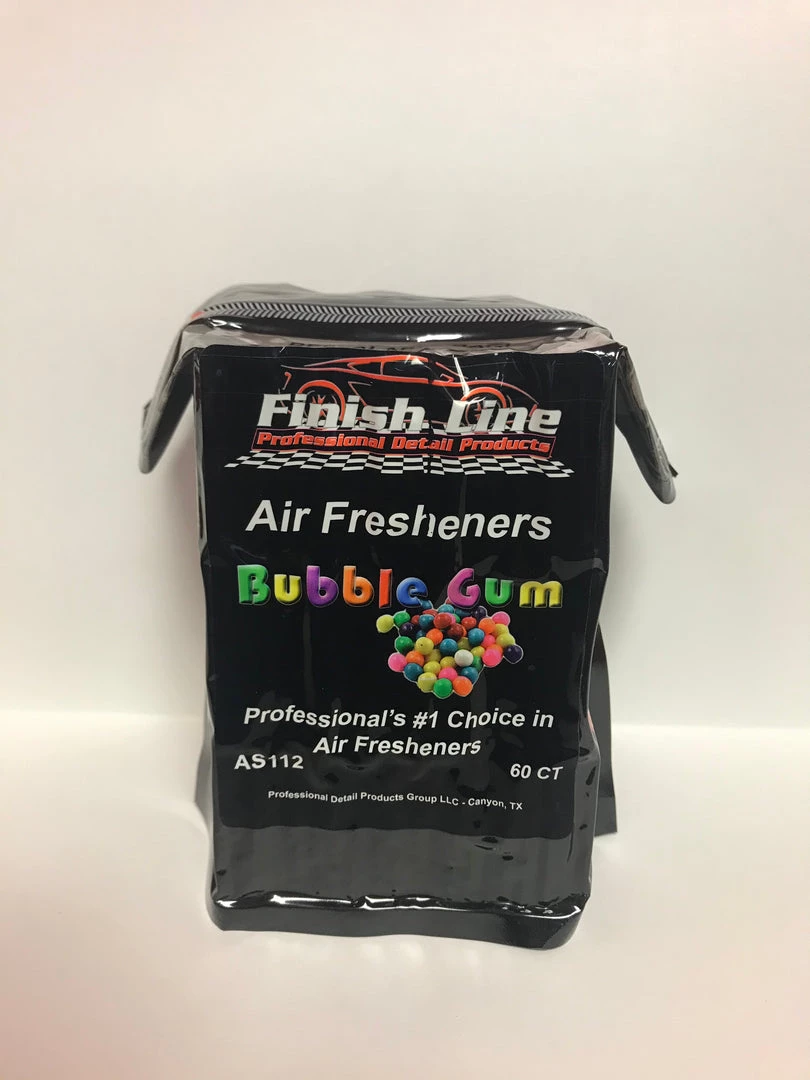 Finish Line
Professional Detail Products
Air Fresheners
Bubble Gum
Professional's #1 Choice in
Air Fresheners
AS112
60 CT
Professional Detail Products Group LLC - Canyon, TX